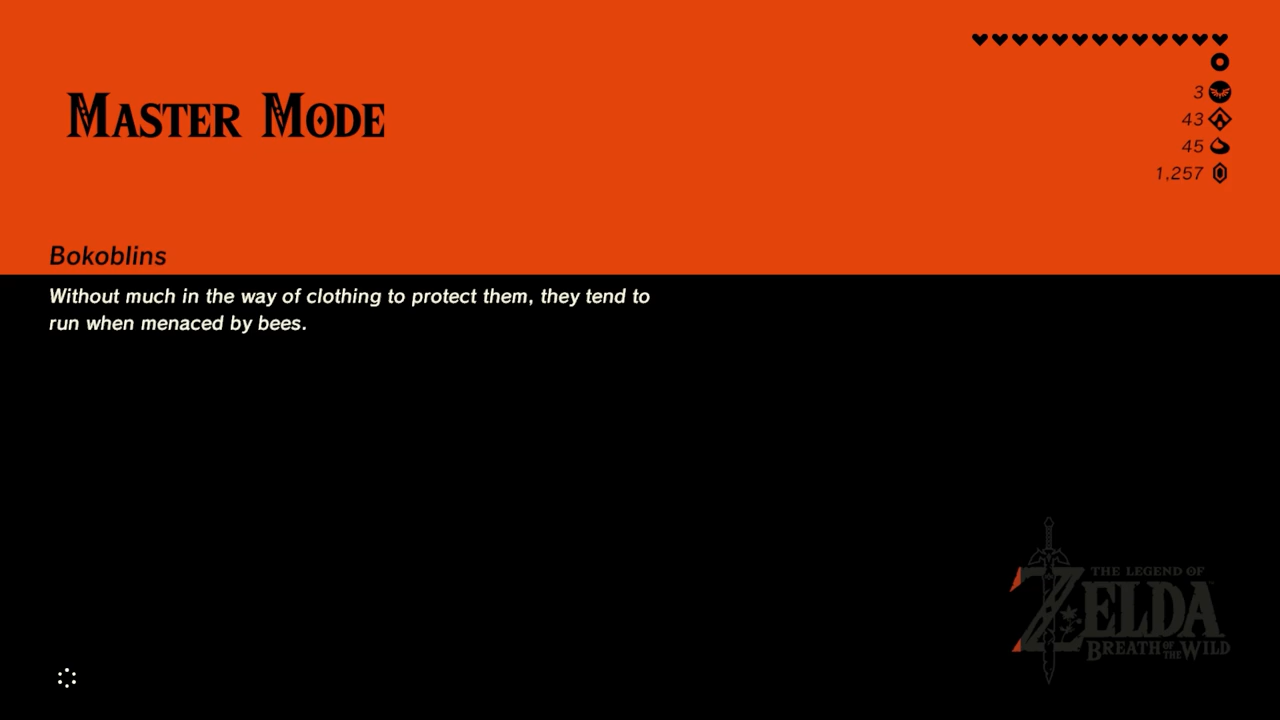 Master Mode
3
43
45
1,257
Bokoblins
Without much in the way of clothing to protect them, they tend to
run when menaced by bees.
THE LEGEND OF
ZELDA
BREATH OF THE WILD